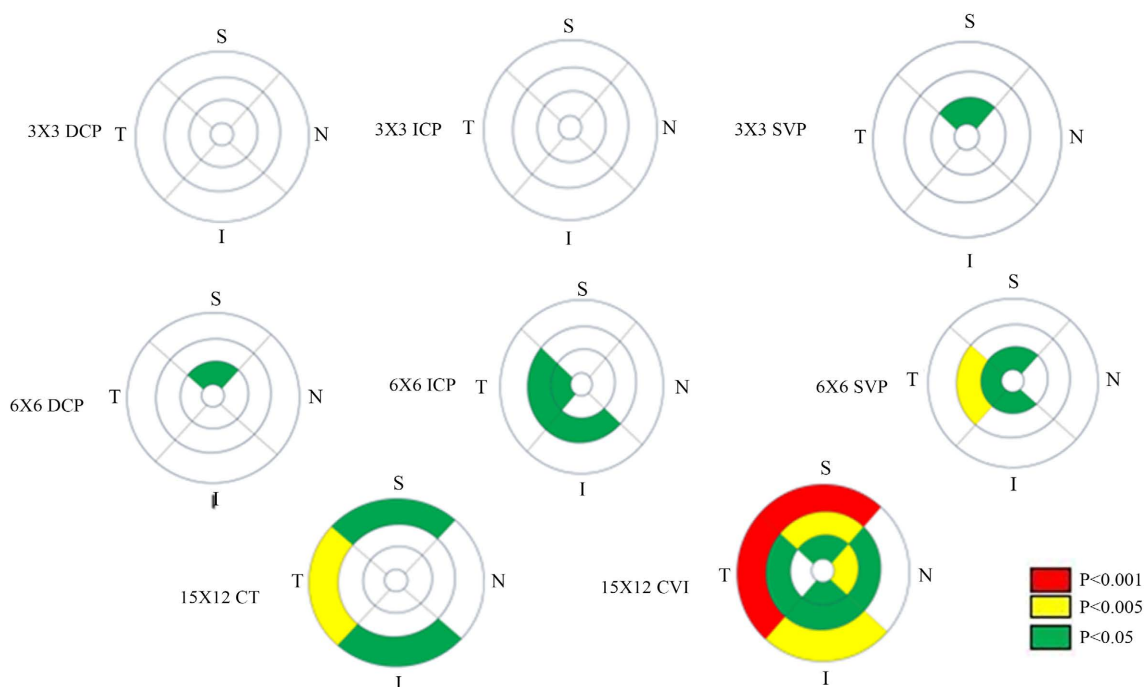 S
3X3 DCP T N
I
S
3X3 ICP T N
I
S
3X3 SVP T N
I
S
6X6 DCP T N
I
S
6X6 ICP T N
I
S
6X6 SVP T N
I
S
15X12 CT T N
I
S
15X12 CVI T N
I
P<0.001
P<0.005
P<0.05